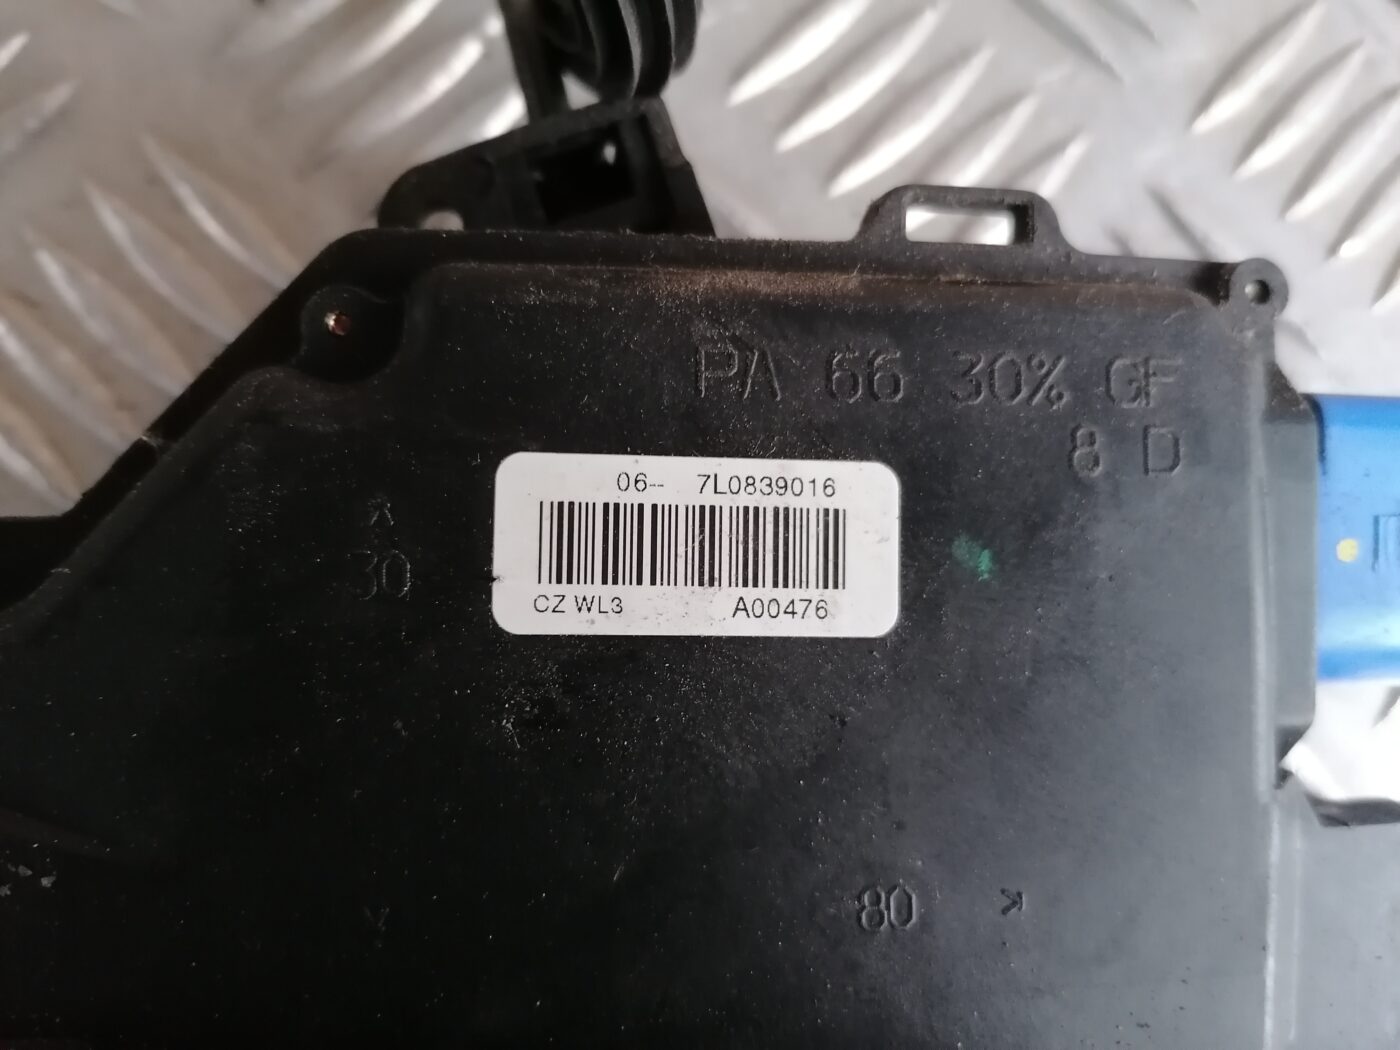 PA 66 30% GF
8 D
06-- 7L0839016
CZ WL3 A00476
30
80